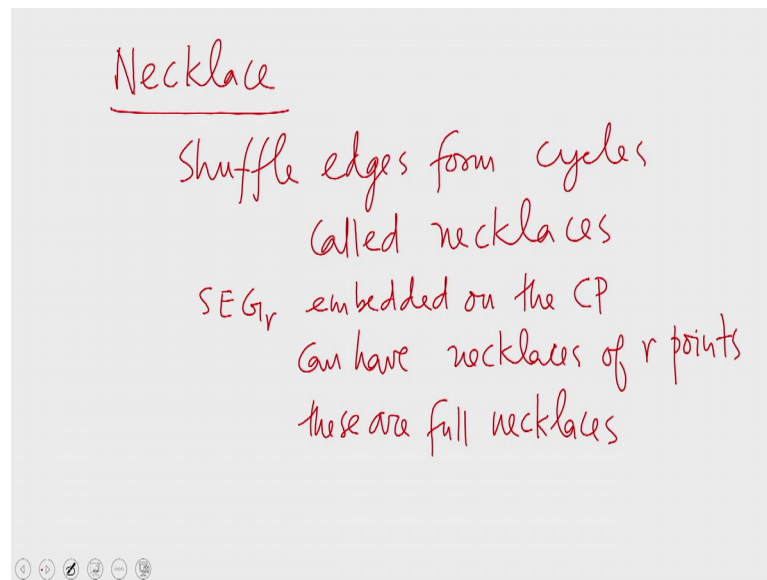 Necklace
Shuffle edges form cycles
Called necklaces
SEGr embedded on the CP
Can have necklaces of r points
these are full necklaces